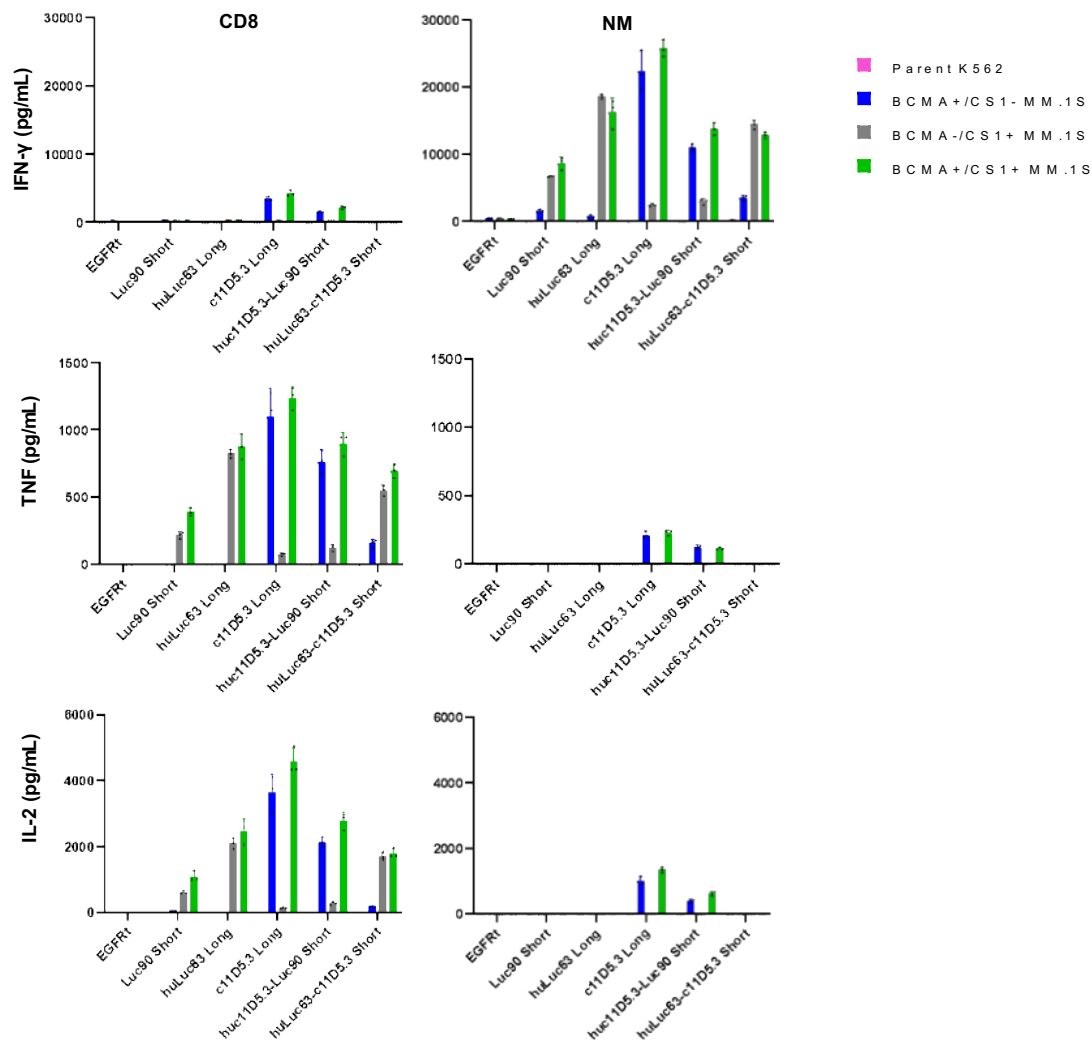 CD8
NM
IFN-γ (pg/mL)
30000
20000
10000
0
EGFRt
Luc90 Short
huLuc63 Long
c11D5.3 Long
huc11D5.3-Luc90 Short
huLuc63-c11D5.3 Short
30000
20000
10000
0
EGFRt
Luc90 Short
huLuc63 Long
c11D5.3 Long
huc11D5.3-Luc90 Short
huLuc63-c11D5.3 Short
Parent K562
BCMA+/CS1- MM.1S
BCMA-/CS1+ MM.1S
BCMA+/CS1+ MM.1S
TNF (pg/mL)
1500
1000
500
0
EGFRt
Luc90 Short
huLuc63 Long
c11D5.3 Long
huc11D5.3-Luc90 Short
huLuc63-c11D5.3 Short
1500
1000
500
0
EGFRt
Luc90 Short
huLuc63 Long
c11D5.3 Long
huc11D5.3-Luc90 Short
huLuc63-c11D5.3 Short
IL-2 (pg/mL)
6000
4000
2000
0
EGFRt
Luc90 Short
huLuc63 Long
c11D5.3 Long
huc11D5.3-Luc90 Short
huLuc63-c11D5.3 Short
6000
4000
2000
0
EGFRt
Luc90 Short
huLuc63 Long
c11D5.3 Long
huc11D5.3-Luc90 Short
huLuc63-c11D5.3 Short